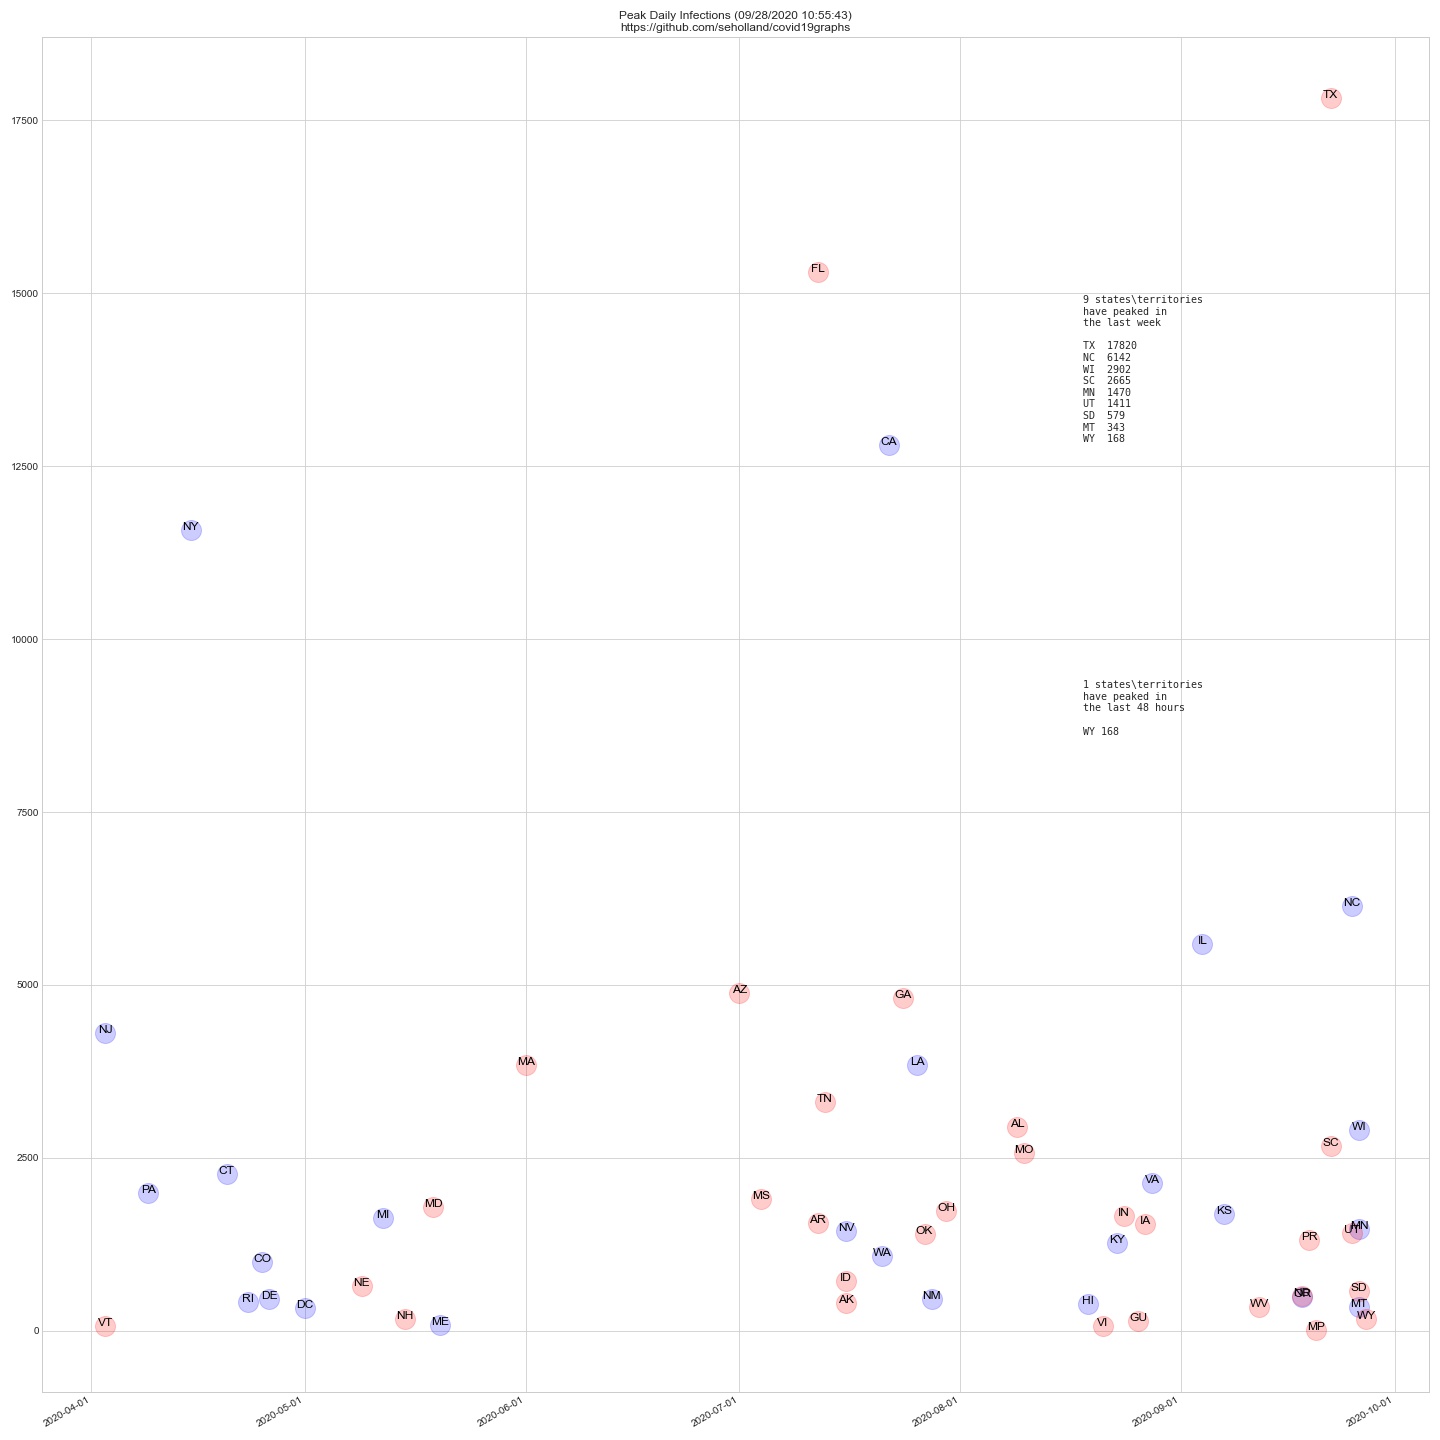 Peak Daily Infections (09/28/2020 10:55:43)
https://github.com/seholland/covid19graphs
17500
15000
12500
10000
7500
5000
2500
0
TX
FL
9 states\territories
have peaked in
the last week
TX 17820
NC 6142
WI 2902
SC 2665
MN 1470
UT 1411
SD 579
MT 343
WY 168
CA
NY
1 states\territories
have peaked in
the last 48 hours
WY 168
NC
IL
AZ
GA
NJ
MA
LA
TN
AL
WI
SC
MO
CT
VA
PA
MS
MD
OH
KS
MI
IN
IA
AR
NV
MN
UT
OK
PR
KY
WA
CO
ID
NE
SD
DE
NM
RI
AK
HI
DC
WV
MT
NH
WY
GU
VT
ME
VI
MP
2020-04-01
2020-05-01
2020-06-01
2020-07-01
2020-08-01
2020-09-01
2020-10-01